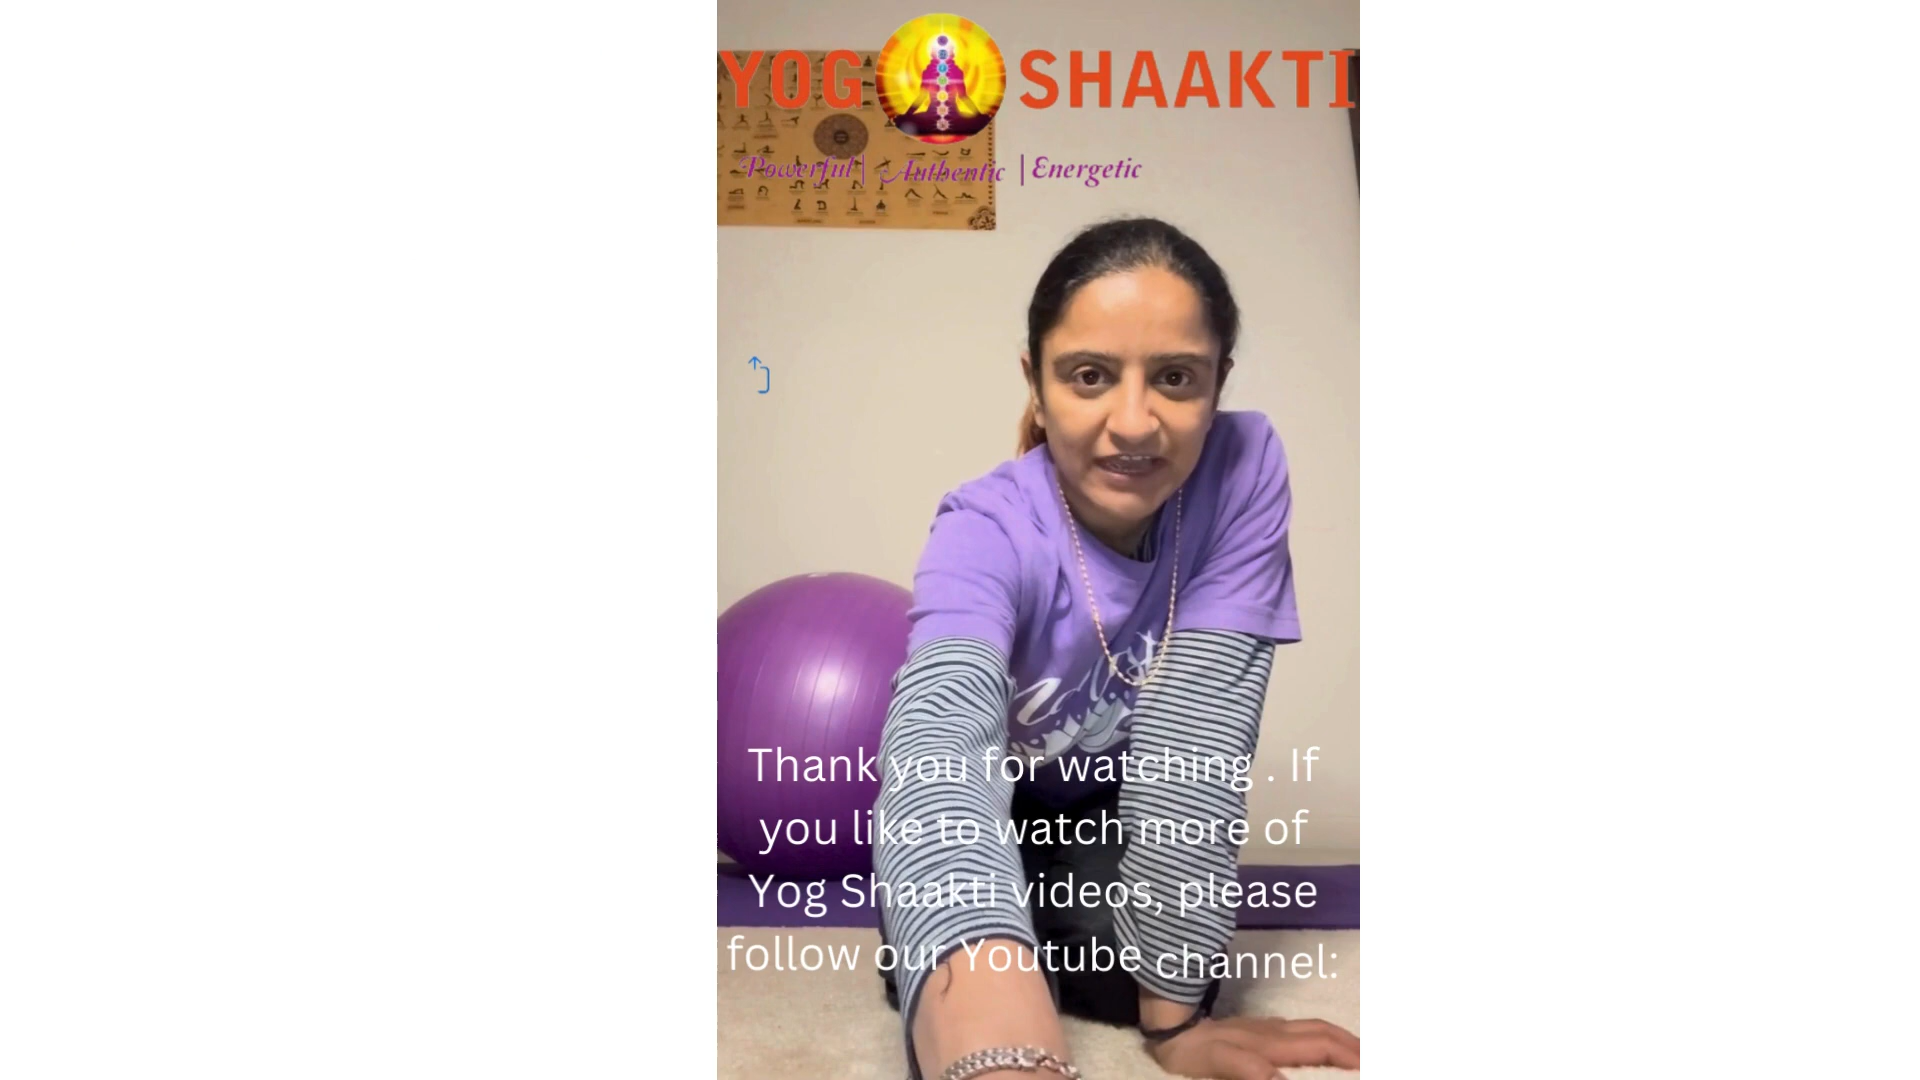 YOG SHAAKTI
Powerful| Authentic |Energetic
Thank you for watching . If
you like to watch more of
Yog Shaakti videos, please
follow our Youtube channel: